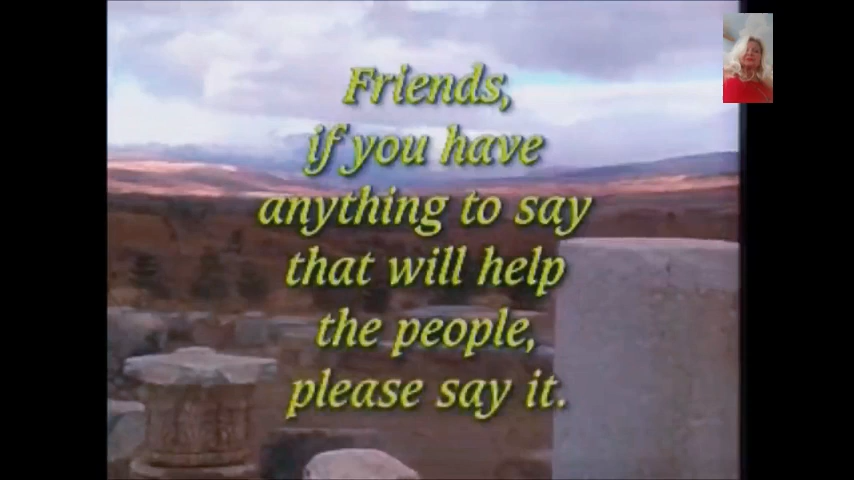 Friends,
if you have
anything to say
that will help
the people,
please say it.